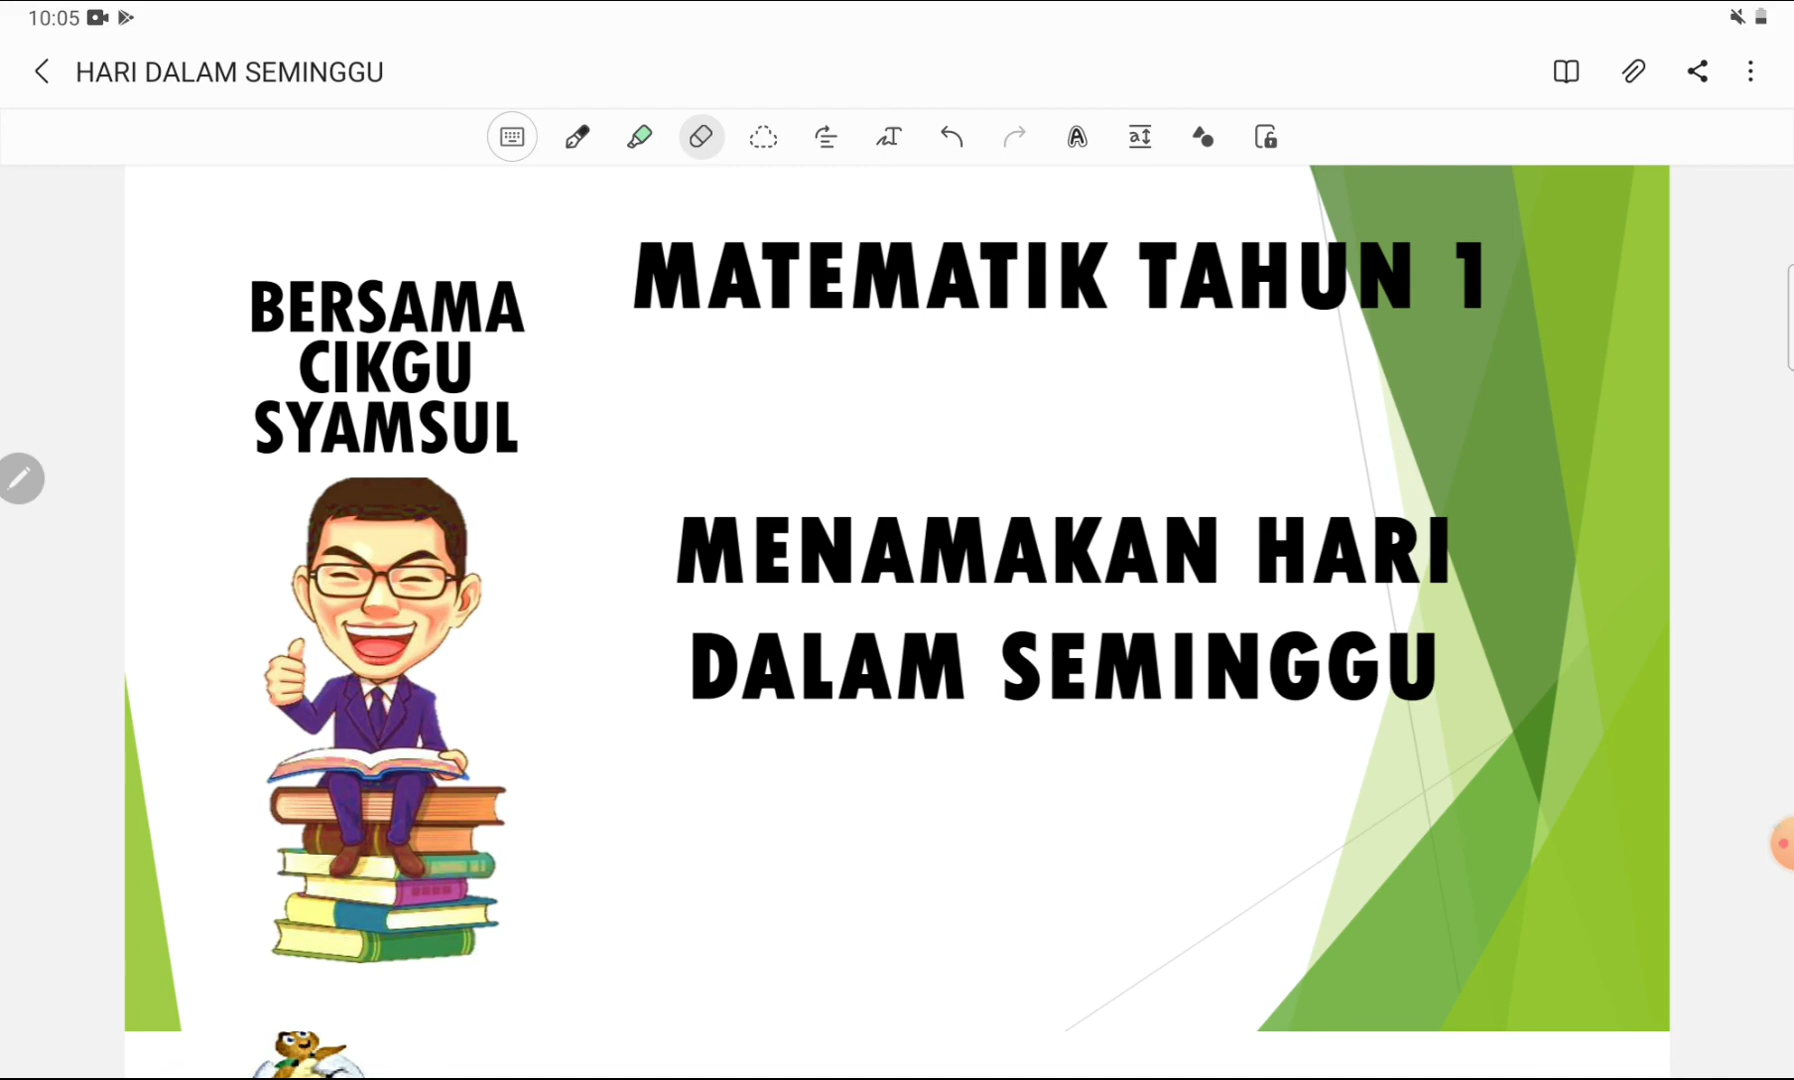 10:05
HARI DALAM SEMINGGU
MATEMATIK TAHUN 1
BERSAMA
CIKGU
SYAMSUL
MENAMAKAN HARI
DALAM SEMINGGU